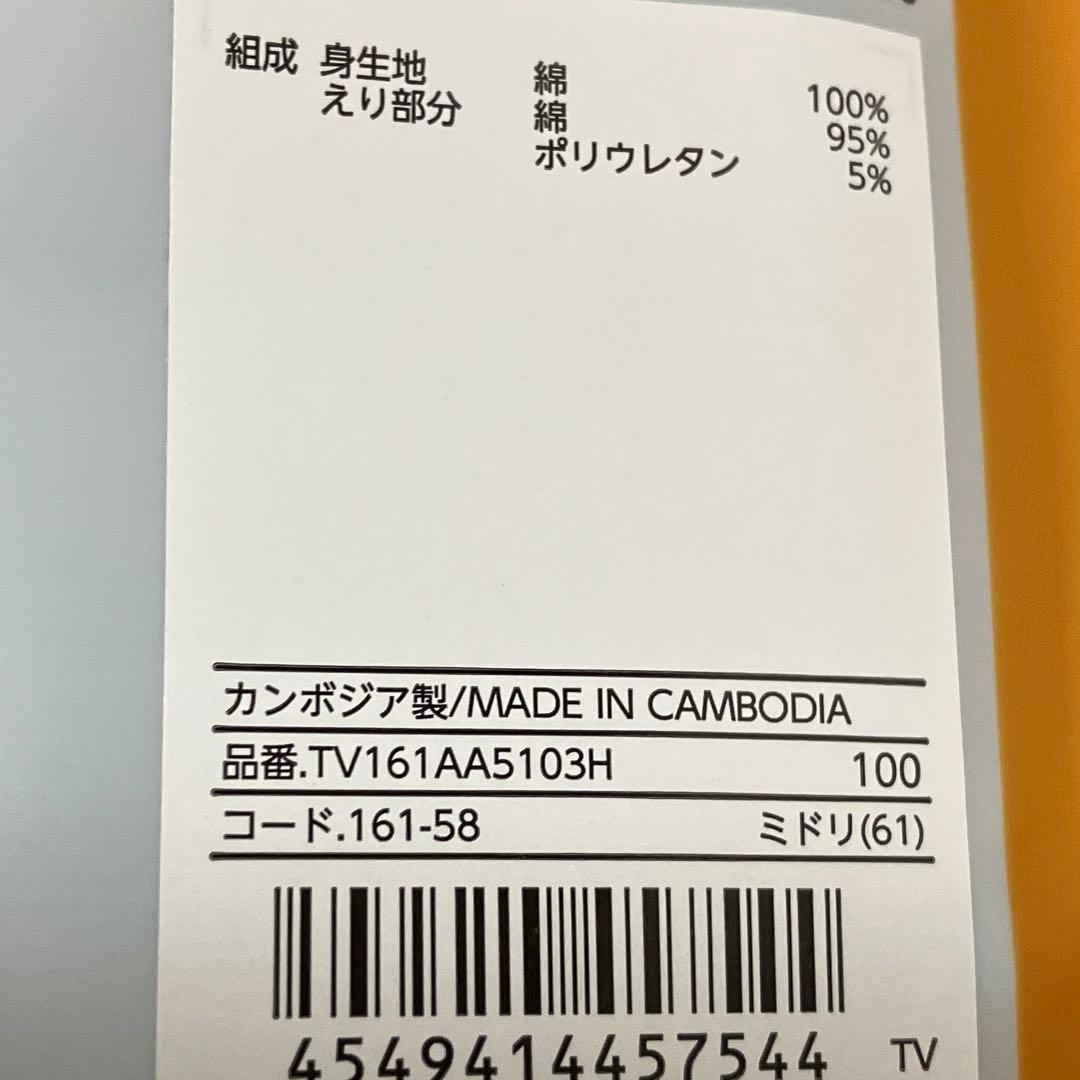 組成 身生地 綿 100%
えり部分 綿 95%
ポリウレタン 5%
カンボジア製/MADE IN CAMBODIA
品番.TV161AA5103H 100
コード.161-58 ミドリ(61)
4549414457544 TV